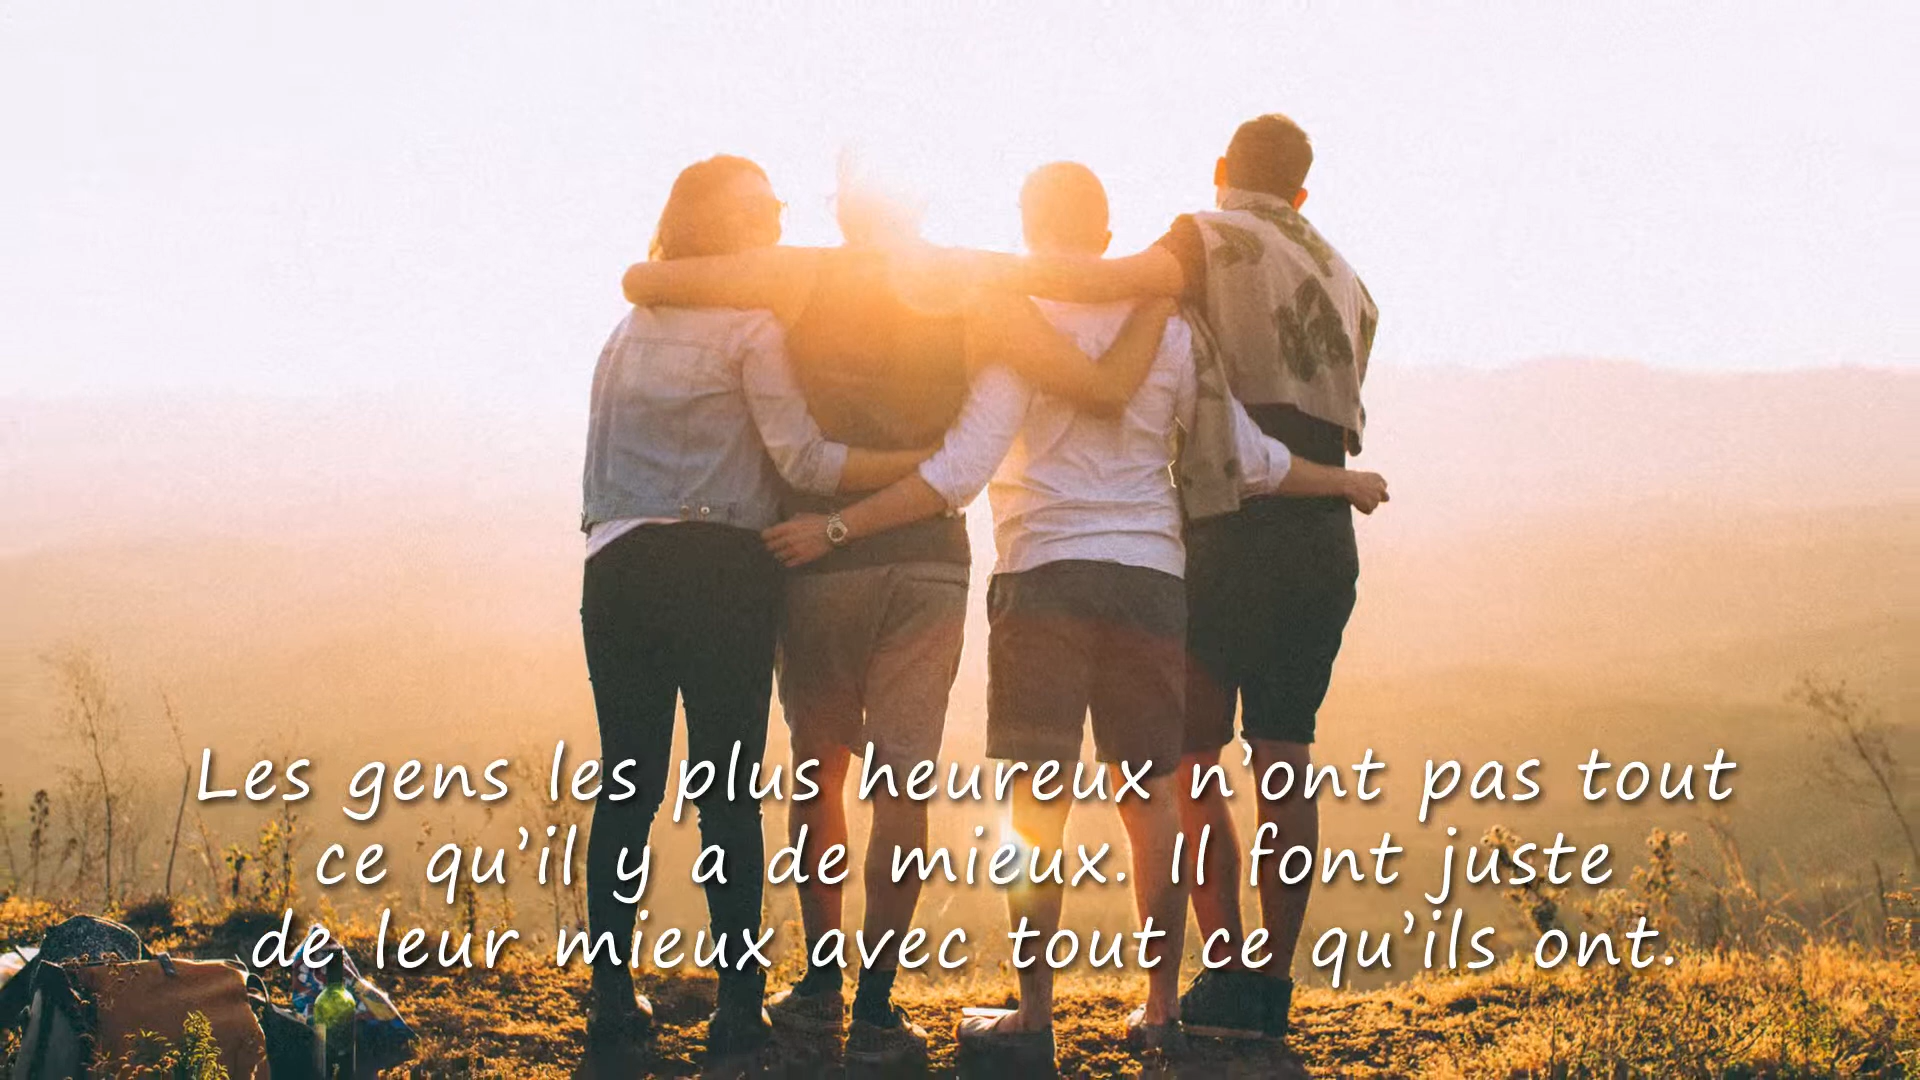 Les gens les plus heureux n’ont pas tout
ce qu’il y a de mieux. Il font juste
de leur mieux avec tout ce qu’ils ont.